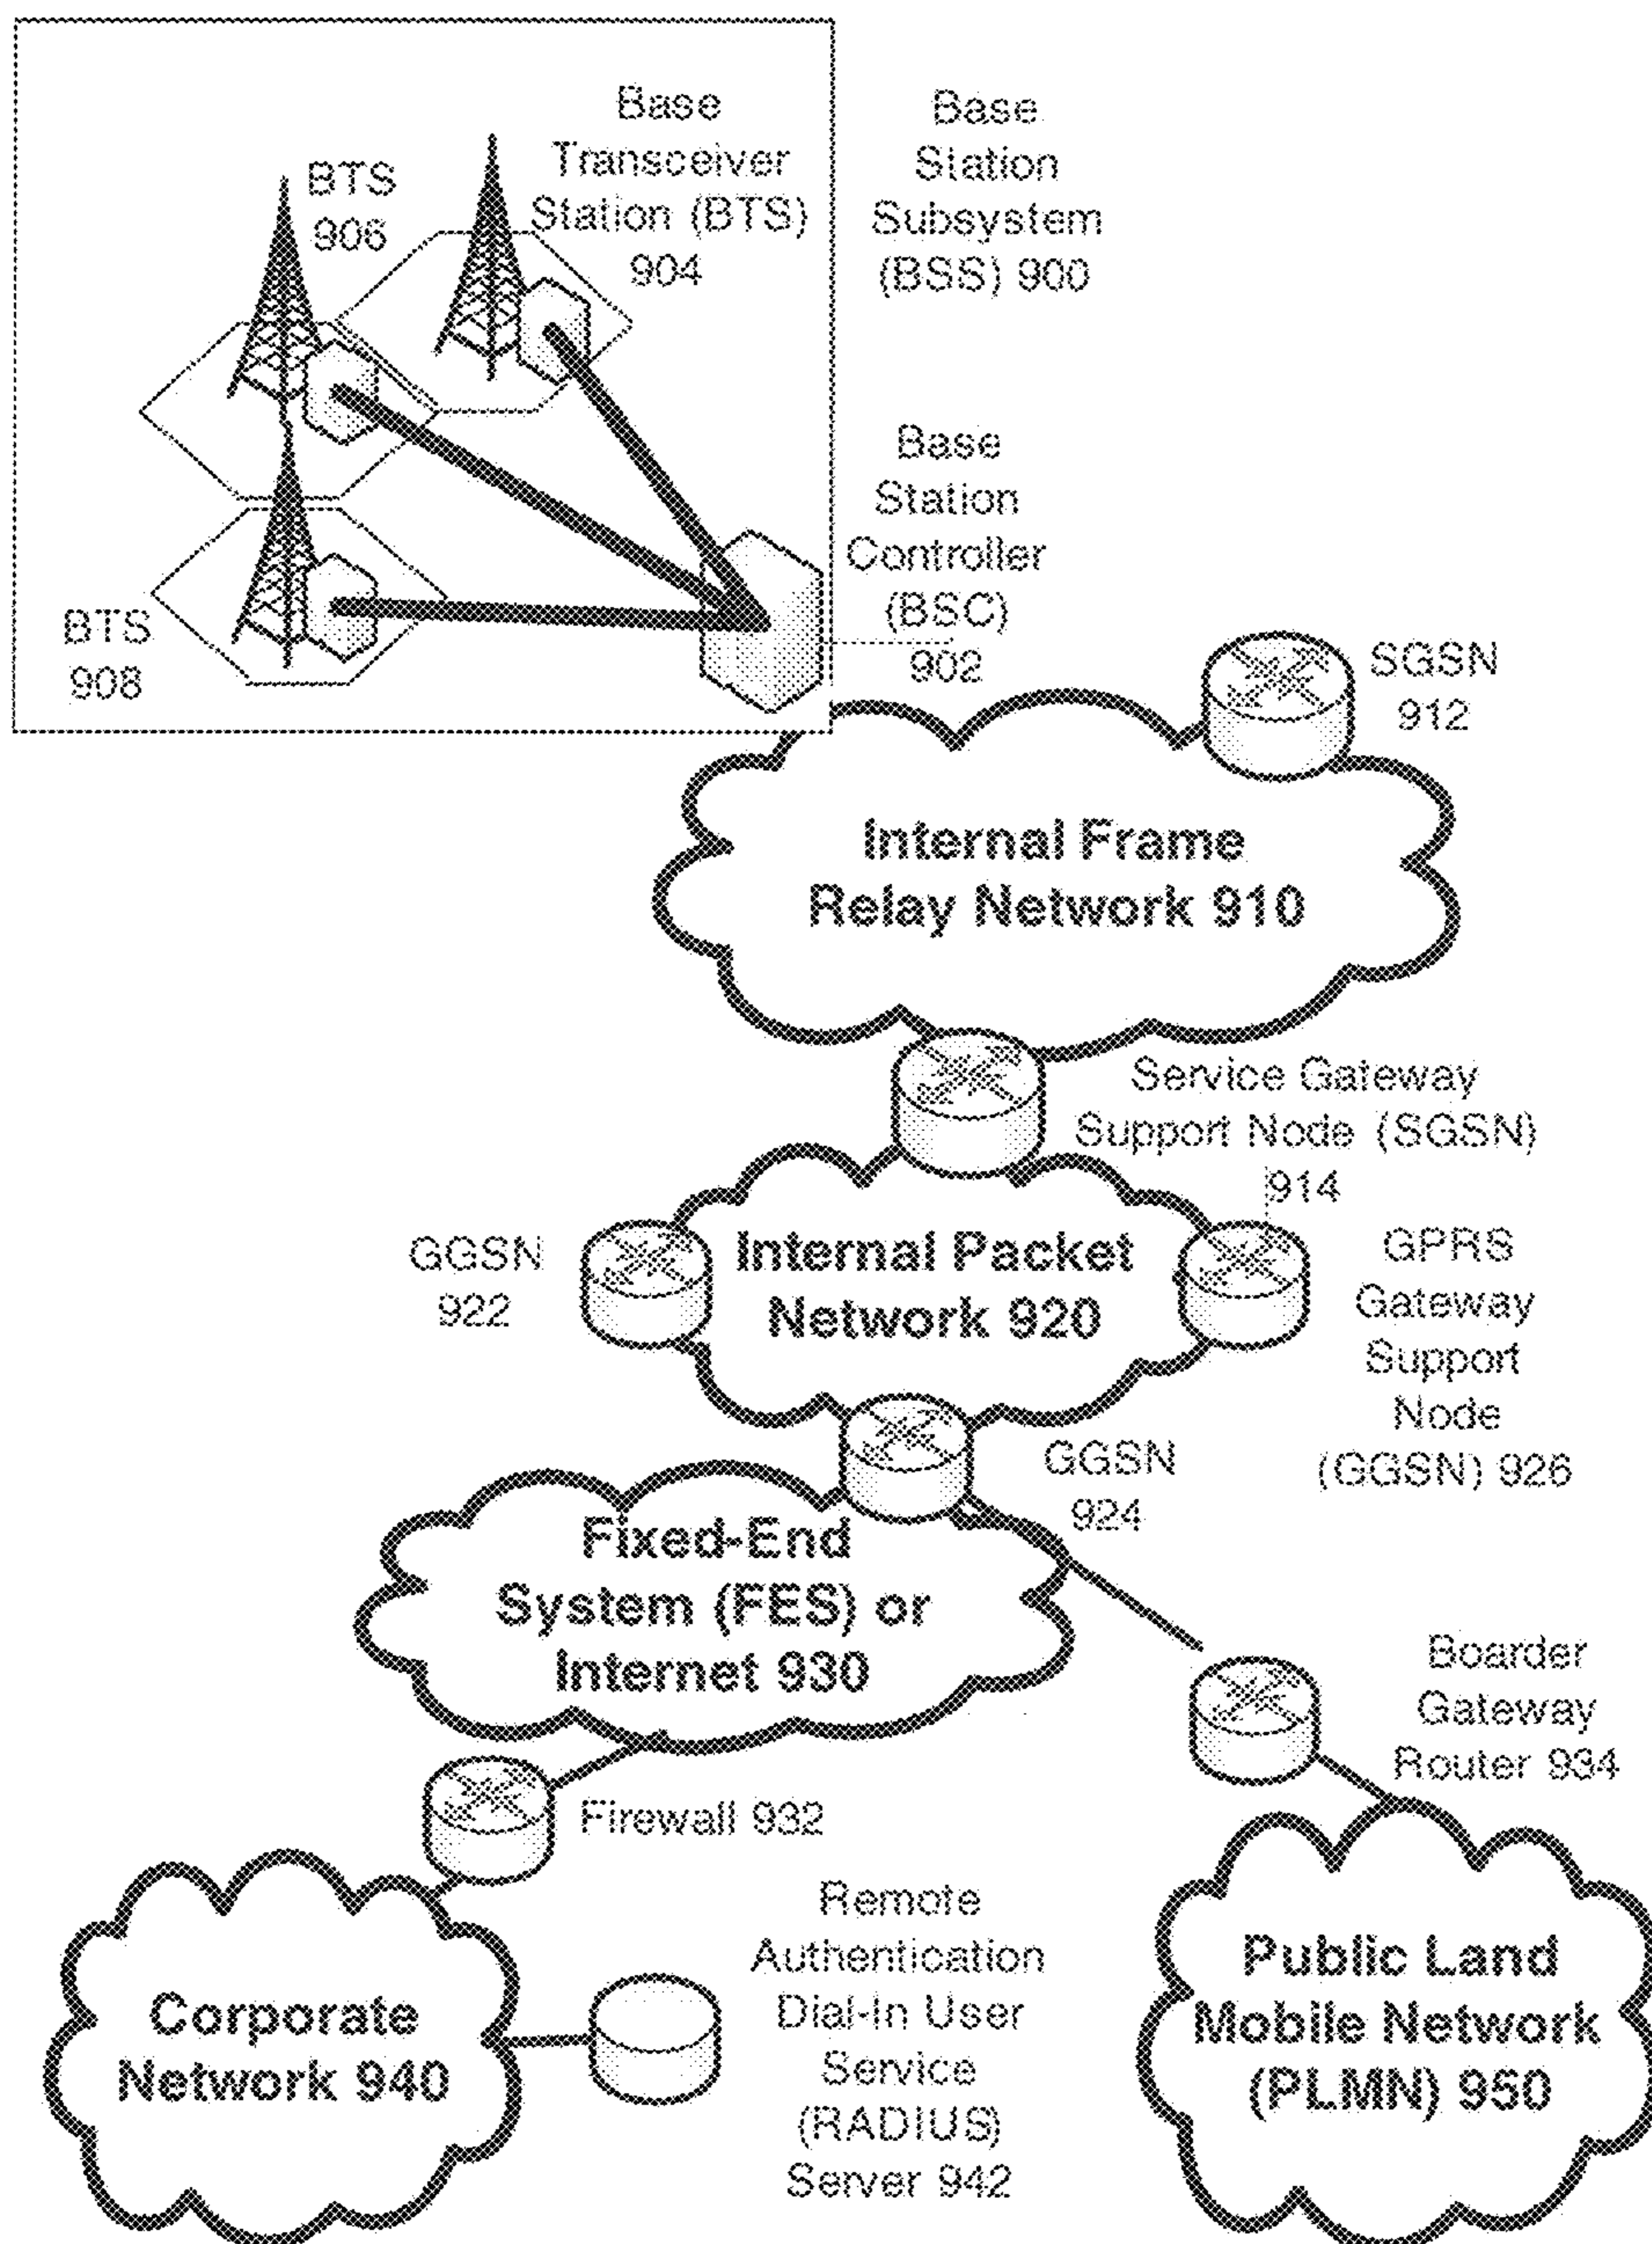 Base
Transceiver
Station (BTS)
904
BTS
906
BTS
908
Base
Station
Subsystem
(BSS) 900
Base
Station
Controller
(BSC)
902
SGSN
912
Internal Frame
Relay Network 910
Service Gateway
Support Node (SGSN)
914
GGSN
922
Internal Packet
Network 920
GPRS
Gateway
Support
Node
(GGSN) 926
GGSN
924
Fixed-End
System (FES) or
Internet 930
Boarder
Gateway
Router 934
Firewall 932
Remote
Authentication
Dial-In User
Service
(RADIUS)
Server 942
Corporate
Network 940
Public Land
Mobile Network
(PLMN) 950